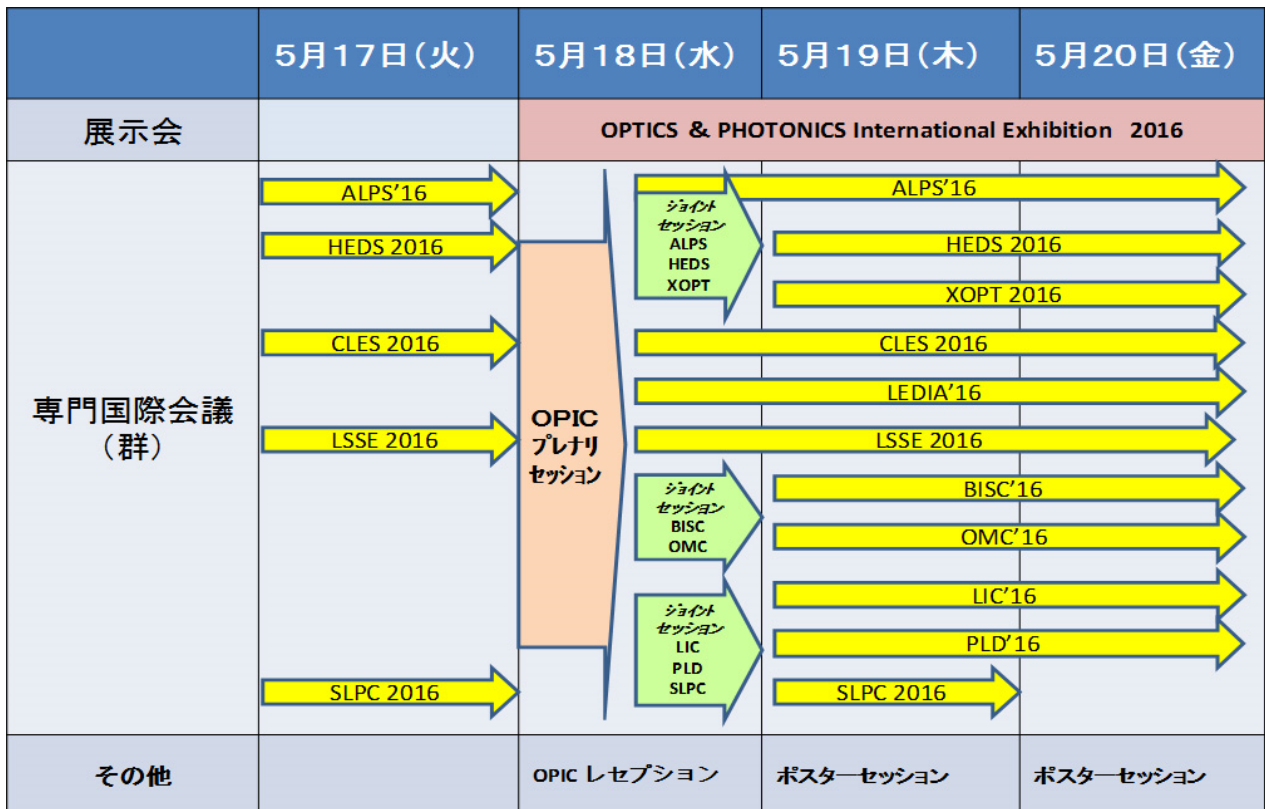 5月17日(火)
5月18日(水)
5月19日(木)
5月20日(金)
展示会
OPTICS & PHOTONICS International Exhibition 2016
専門国際会議
(群)
ALPS'16
HEDS 2016
CLES 2016
LSSE 2016
SLPC 2016
OPIC
プレナリ
セッション
ジョイント
セッション
ALPS
HEDS
XOPT
ジョイント
セッション
BISC
OMC
ジョイント
セッション
LIC
PLD
SLPC
ALPS'16
HEDS 2016
XOPT 2016
CLES 2016
LEDIA'16
LSSE 2016
BISC'16
OMC'16
LIC'16
PLD'16
SLPC 2016
その他
OPIC レセプション
ポスターセッション
ポスターセッション